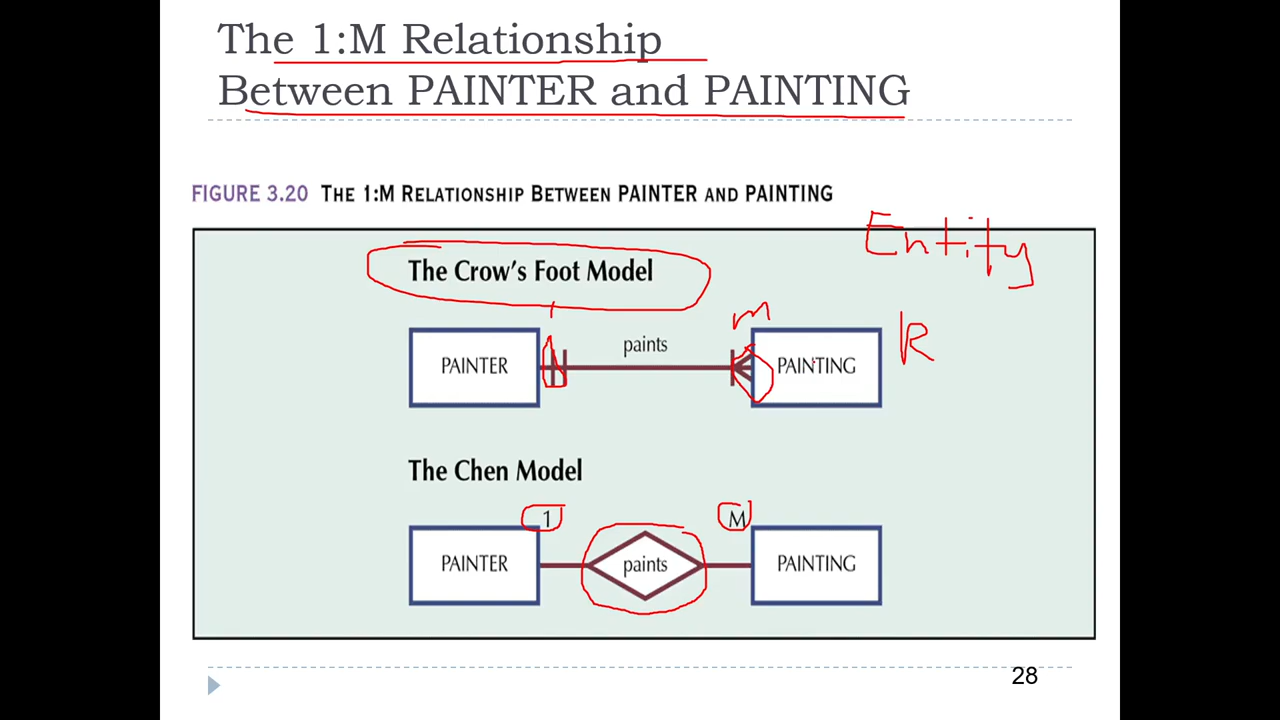 The 1:M Relationship
Between PAINTER and PAINTING
FIGURE 3.20 THE 1:M RELATIONSHIP BETWEEN PAINTER AND PAINTING
Entity
The Crow's Foot Model
1 m
PAINTER paints PAINTING R
The Chen Model
1 M
PAINTER paints PAINTING
28